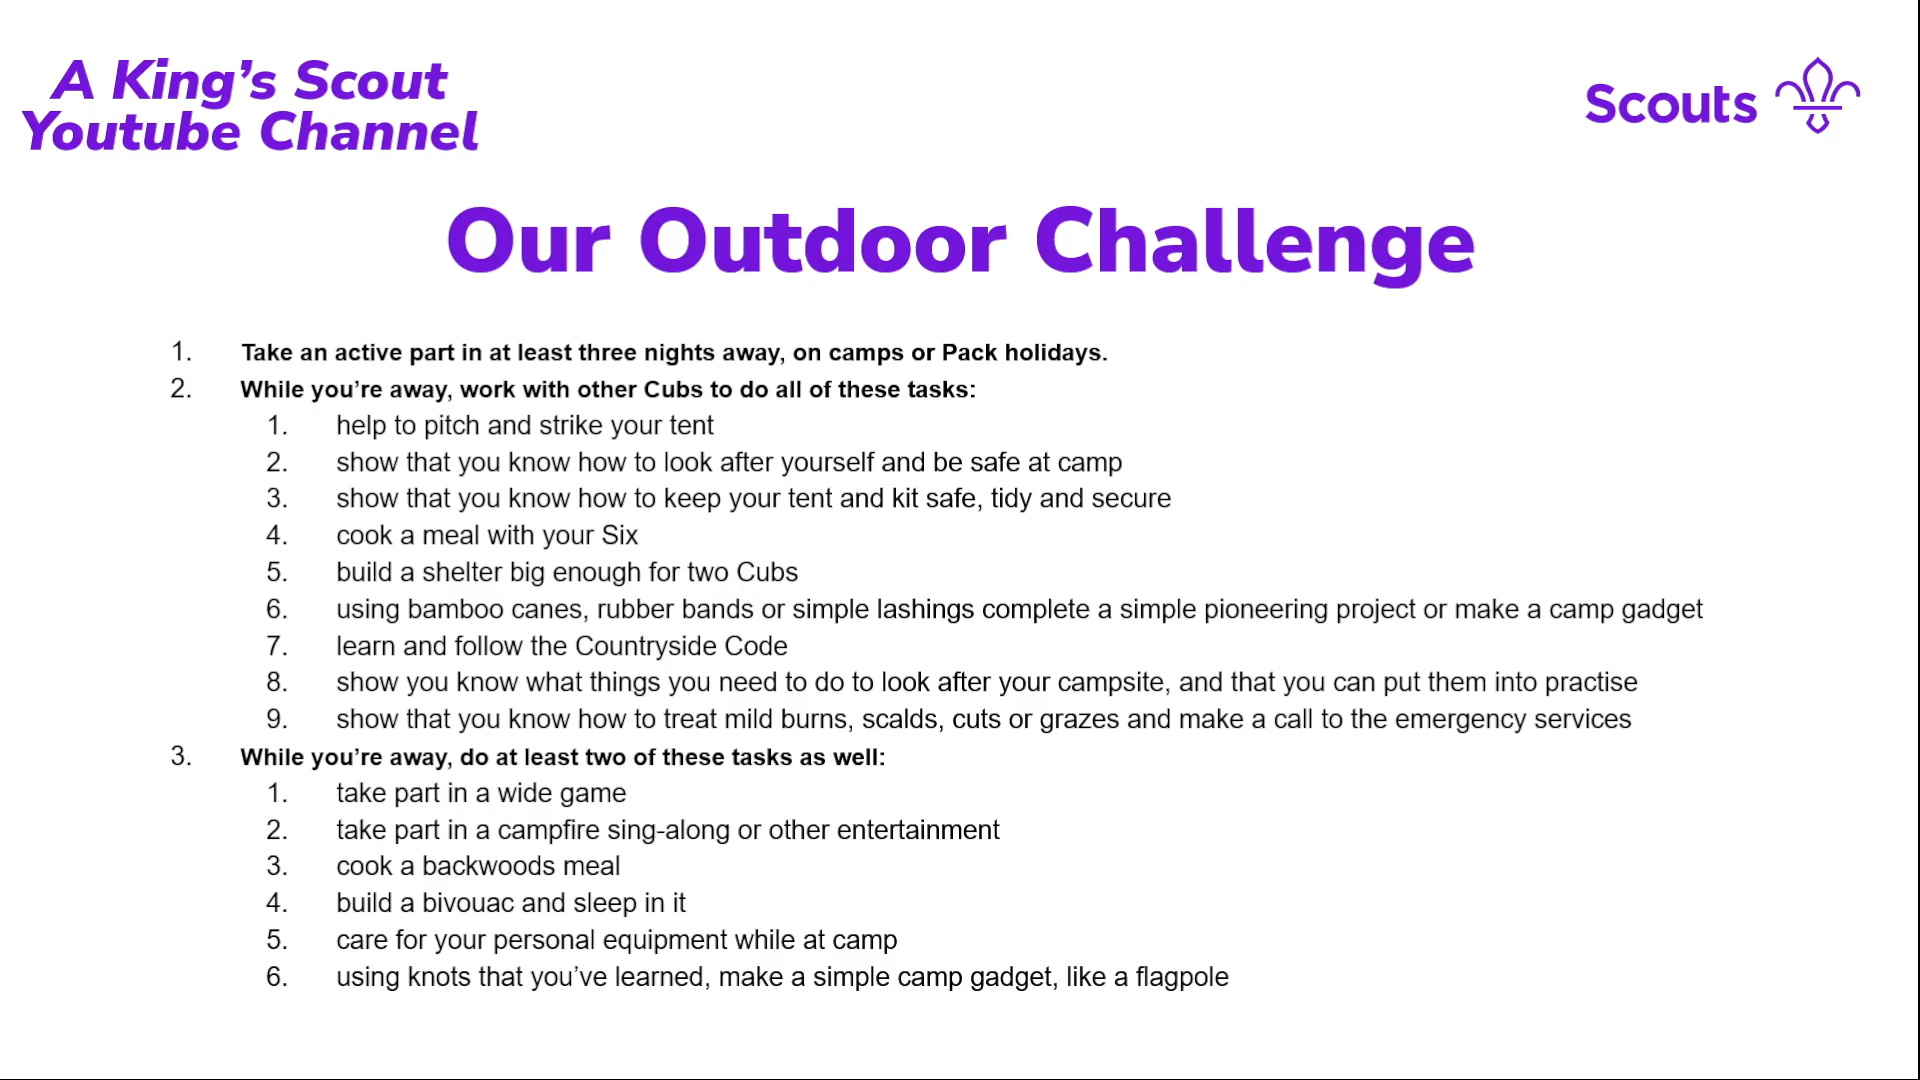 A King’s Scout
Youtube Channel
Scouts
Our Outdoor Challenge
1. Take an active part in at least three nights away, on camps or Pack holidays.
2. While you’re away, work with other Cubs to do all of these tasks:
1. help to pitch and strike your tent
2. show that you know how to look after yourself and be safe at camp
3. show that you know how to keep your tent and kit safe, tidy and secure
4. cook a meal with your Six
5. build a shelter big enough for two Cubs
6. using bamboo canes, rubber bands or simple lashings complete a simple pioneering project or make a camp gadget
7. learn and follow the Countryside Code
8. show you know what things you need to do to look after your campsite, and that you can put them into practise
9. show that you know how to treat mild burns, scalds, cuts or grazes and make a call to the emergency services
3. While you’re away, do at least two of these tasks as well:
1. take part in a wide game
2. take part in a campfire sing-along or other entertainment
3. cook a backwoods meal
4. build a bivouac and sleep in it
5. care for your personal equipment while at camp
6. using knots that you’ve learned, make a simple camp gadget, like a flagpole